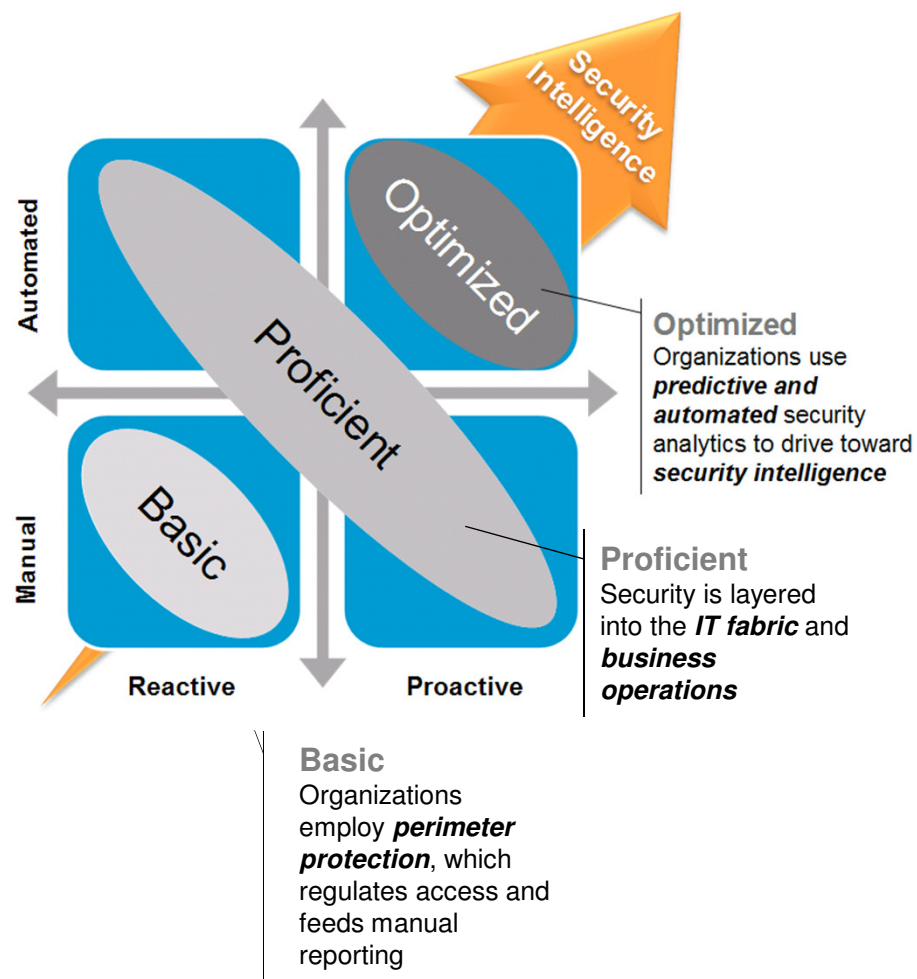 Security
Intelligence
Automated
Optimized
Proficient
Manual
Basic
Reactive
Proactive
Optimized
Organizations use
predictive and
automated security
analytics to drive toward
security intelligence
Proficient
Security is layered
into the IT fabric and
business
operations
Basic
Organizations
employ perimeter
protection, which
regulates access and
feeds manual
reporting